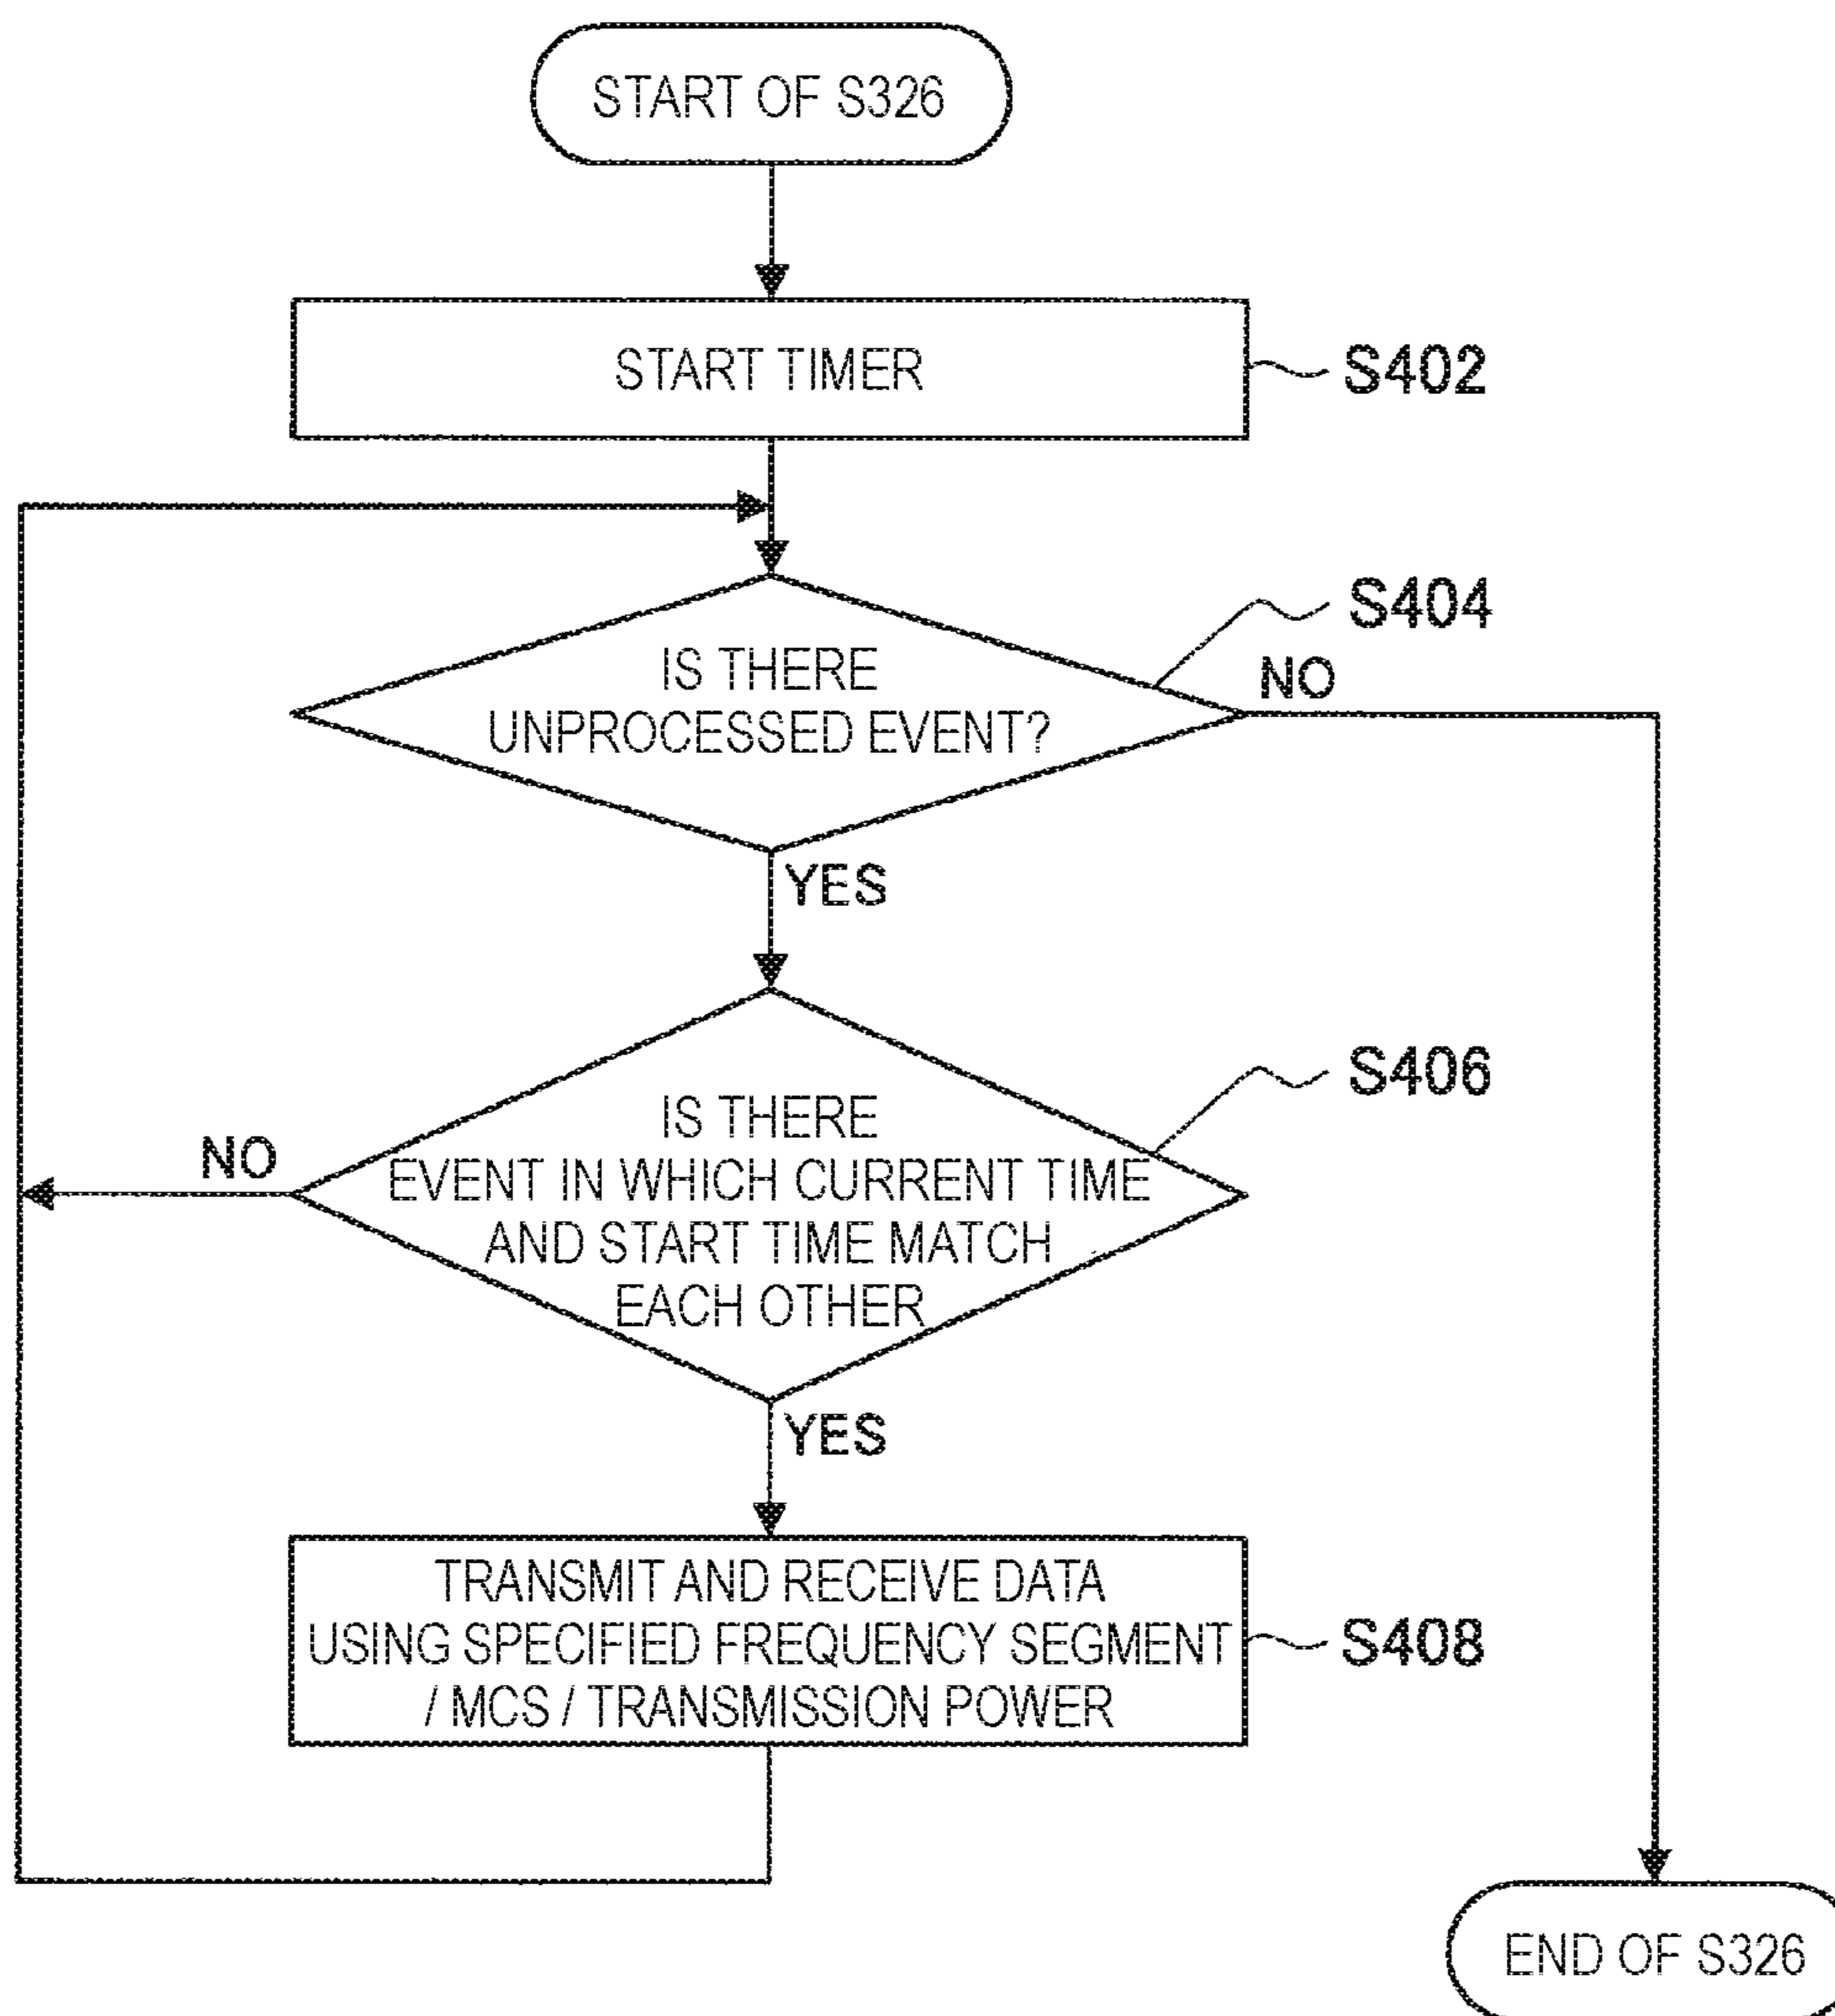 START OF S326
START TIMER
S402
S404
IS THERE
UNPROCESSED EVENT?
NO
YES
S406
IS THERE
EVENT IN WHICH CURRENT TIME
AND START TIME MATCH
EACH OTHER
NO
YES
TRANSMIT AND RECEIVE DATA
USING SPECIFIED FREQUENCY SEGMENT
/ MCS / TRANSMISSION POWER
S408
END OF S326